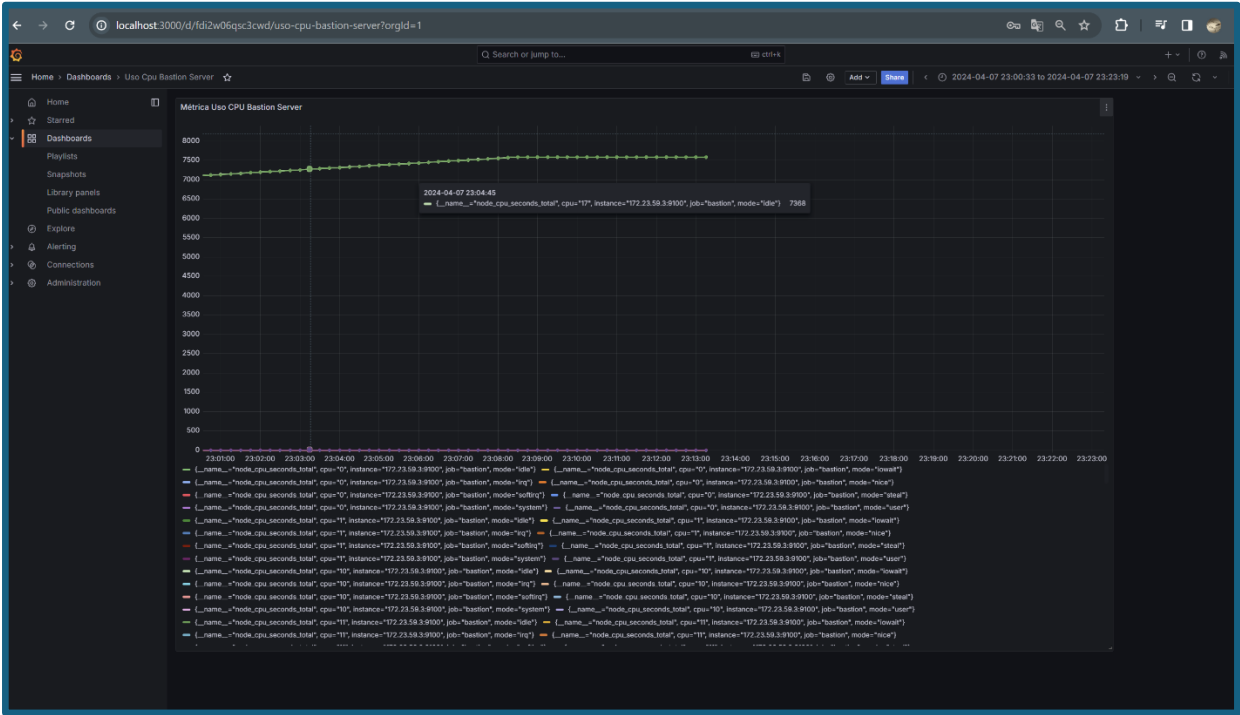 localhost:3000/d/fdi2w06qsc3cwd/uso-cpu-bastion-server?orgId=1
Search or jump to... ctrl+k
Home › Dashboards › Uso Cpu Bastion Server Add Share 2024-04-07 23:00:33 to 2024-04-07 23:23:19
Home
Starred
Dashboards
Playlists
Snapshots
Library panels
Public dashboards
Explore
Alerting
Connections
Administration
Métrica Uso CPU Bastion Server
8000
7500
7000
6500
6000
5500
5000
4500
4000
3500
3000
2500
2000
1500
1000
500
0
2024-04-07 23:04:45
{__name__="node_cpu_seconds_total", cpu="17", instance="172.23.59.3:9100", job="bastion", mode="idle"} 7368
23:01:00 23:02:00 23:03:00 23:04:00 23:05:00 23:06:00 23:07:00 23:08:00 23:09:00 23:10:00 23:11:00 23:12:00 23:13:00 23:14:00 23:15:00 23:16:00 23:17:00 23:18:00 23:19:00 23:20:00 23:21:00 23:22:00 23:23:00
{__name__="node_cpu_seconds_total", cpu="0", instance="172.23.59.3:9100", job="bastion", mode="idle"} {__name__="node_cpu_seconds_total", cpu="0", instance="172.23.59.3:9100", job="bastion", mode="iowait"}
{__name__="node_cpu_seconds_total", cpu="0", instance="172.23.59.3:9100", job="bastion", mode="irq"} {__name__="node_cpu_seconds_total", cpu="0", instance="172.23.59.3:9100", job="bastion", mode="nice"}
{__name__="node_cpu_seconds_total", cpu="0", instance="172.23.59.3:9100", job="bastion", mode="softirq"} {__name__="node_cpu_seconds_total", cpu="0", instance="172.23.59.3:9100", job="bastion", mode="steal"}
{__name__="node_cpu_seconds_total", cpu="0", instance="172.23.59.3:9100", job="bastion", mode="system"} {__name__="node_cpu_seconds_total", cpu="0", instance="172.23.59.3:9100", job="bastion", mode="user"}
{__name__="node_cpu_seconds_total", cpu="1", instance="172.23.59.3:9100", job="bastion", mode="idle"} {__name__="node_cpu_seconds_total", cpu="1", instance="172.23.59.3:9100", job="bastion", mode="iowait"}
{__name__="node_cpu_seconds_total", cpu="1", instance="172.23.59.3:9100", job="bastion", mode="irq"} {__name__="node_cpu_seconds_total", cpu="1", instance="172.23.59.3:9100", job="bastion", mode="nice"}
{__name__="node_cpu_seconds_total", cpu="1", instance="172.23.59.3:9100", job="bastion", mode="softirq"} {__name__="node_cpu_seconds_total", cpu="1", instance="172.23.59.3:9100", job="bastion", mode="steal"}
{__name__="node_cpu_seconds_total", cpu="1", instance="172.23.59.3:9100", job="bastion", mode="system"} {__name__="node_cpu_seconds_total", cpu="1", instance="172.23.59.3:9100", job="bastion", mode="user"}
{__name__="node_cpu_seconds_total", cpu="10", instance="172.23.59.3:9100", job="bastion", mode="idle"} {__name__="node_cpu_seconds_total", cpu="10", instance="172.23.59.3:9100", job="bastion", mode="iowait"}
{__name__="node_cpu_seconds_total", cpu="10", instance="172.23.59.3:9100", job="bastion", mode="irq"} {__name__="node_cpu_seconds_total", cpu="10", instance="172.23.59.3:9100", job="bastion", mode="nice"}
{__name__="node_cpu_seconds_total", cpu="10", instance="172.23.59.3:9100", job="bastion", mode="softirq"} {__name__="node_cpu_seconds_total", cpu="10", instance="172.23.59.3:9100", job="bastion", mode="steal"}
{__name__="node_cpu_seconds_total", cpu="10", instance="172.23.59.3:9100", job="bastion", mode="system"} {__name__="node_cpu_seconds_total", cpu="10", instance="172.23.59.3:9100", job="bastion", mode="user"}
{__name__="node_cpu_seconds_total", cpu="11", instance="172.23.59.3:9100", job="bastion", mode="idle"} {__name__="node_cpu_seconds_total", cpu="11", instance="172.23.59.3:9100", job="bastion", mode="iowait"}
{__name__="node_cpu_seconds_total", cpu="11", instance="172.23.59.3:9100", job="bastion", mode="irq"} {__name__="node_cpu_seconds_total", cpu="11", instance="172.23.59.3:9100", job="bastion", mode="nice"}